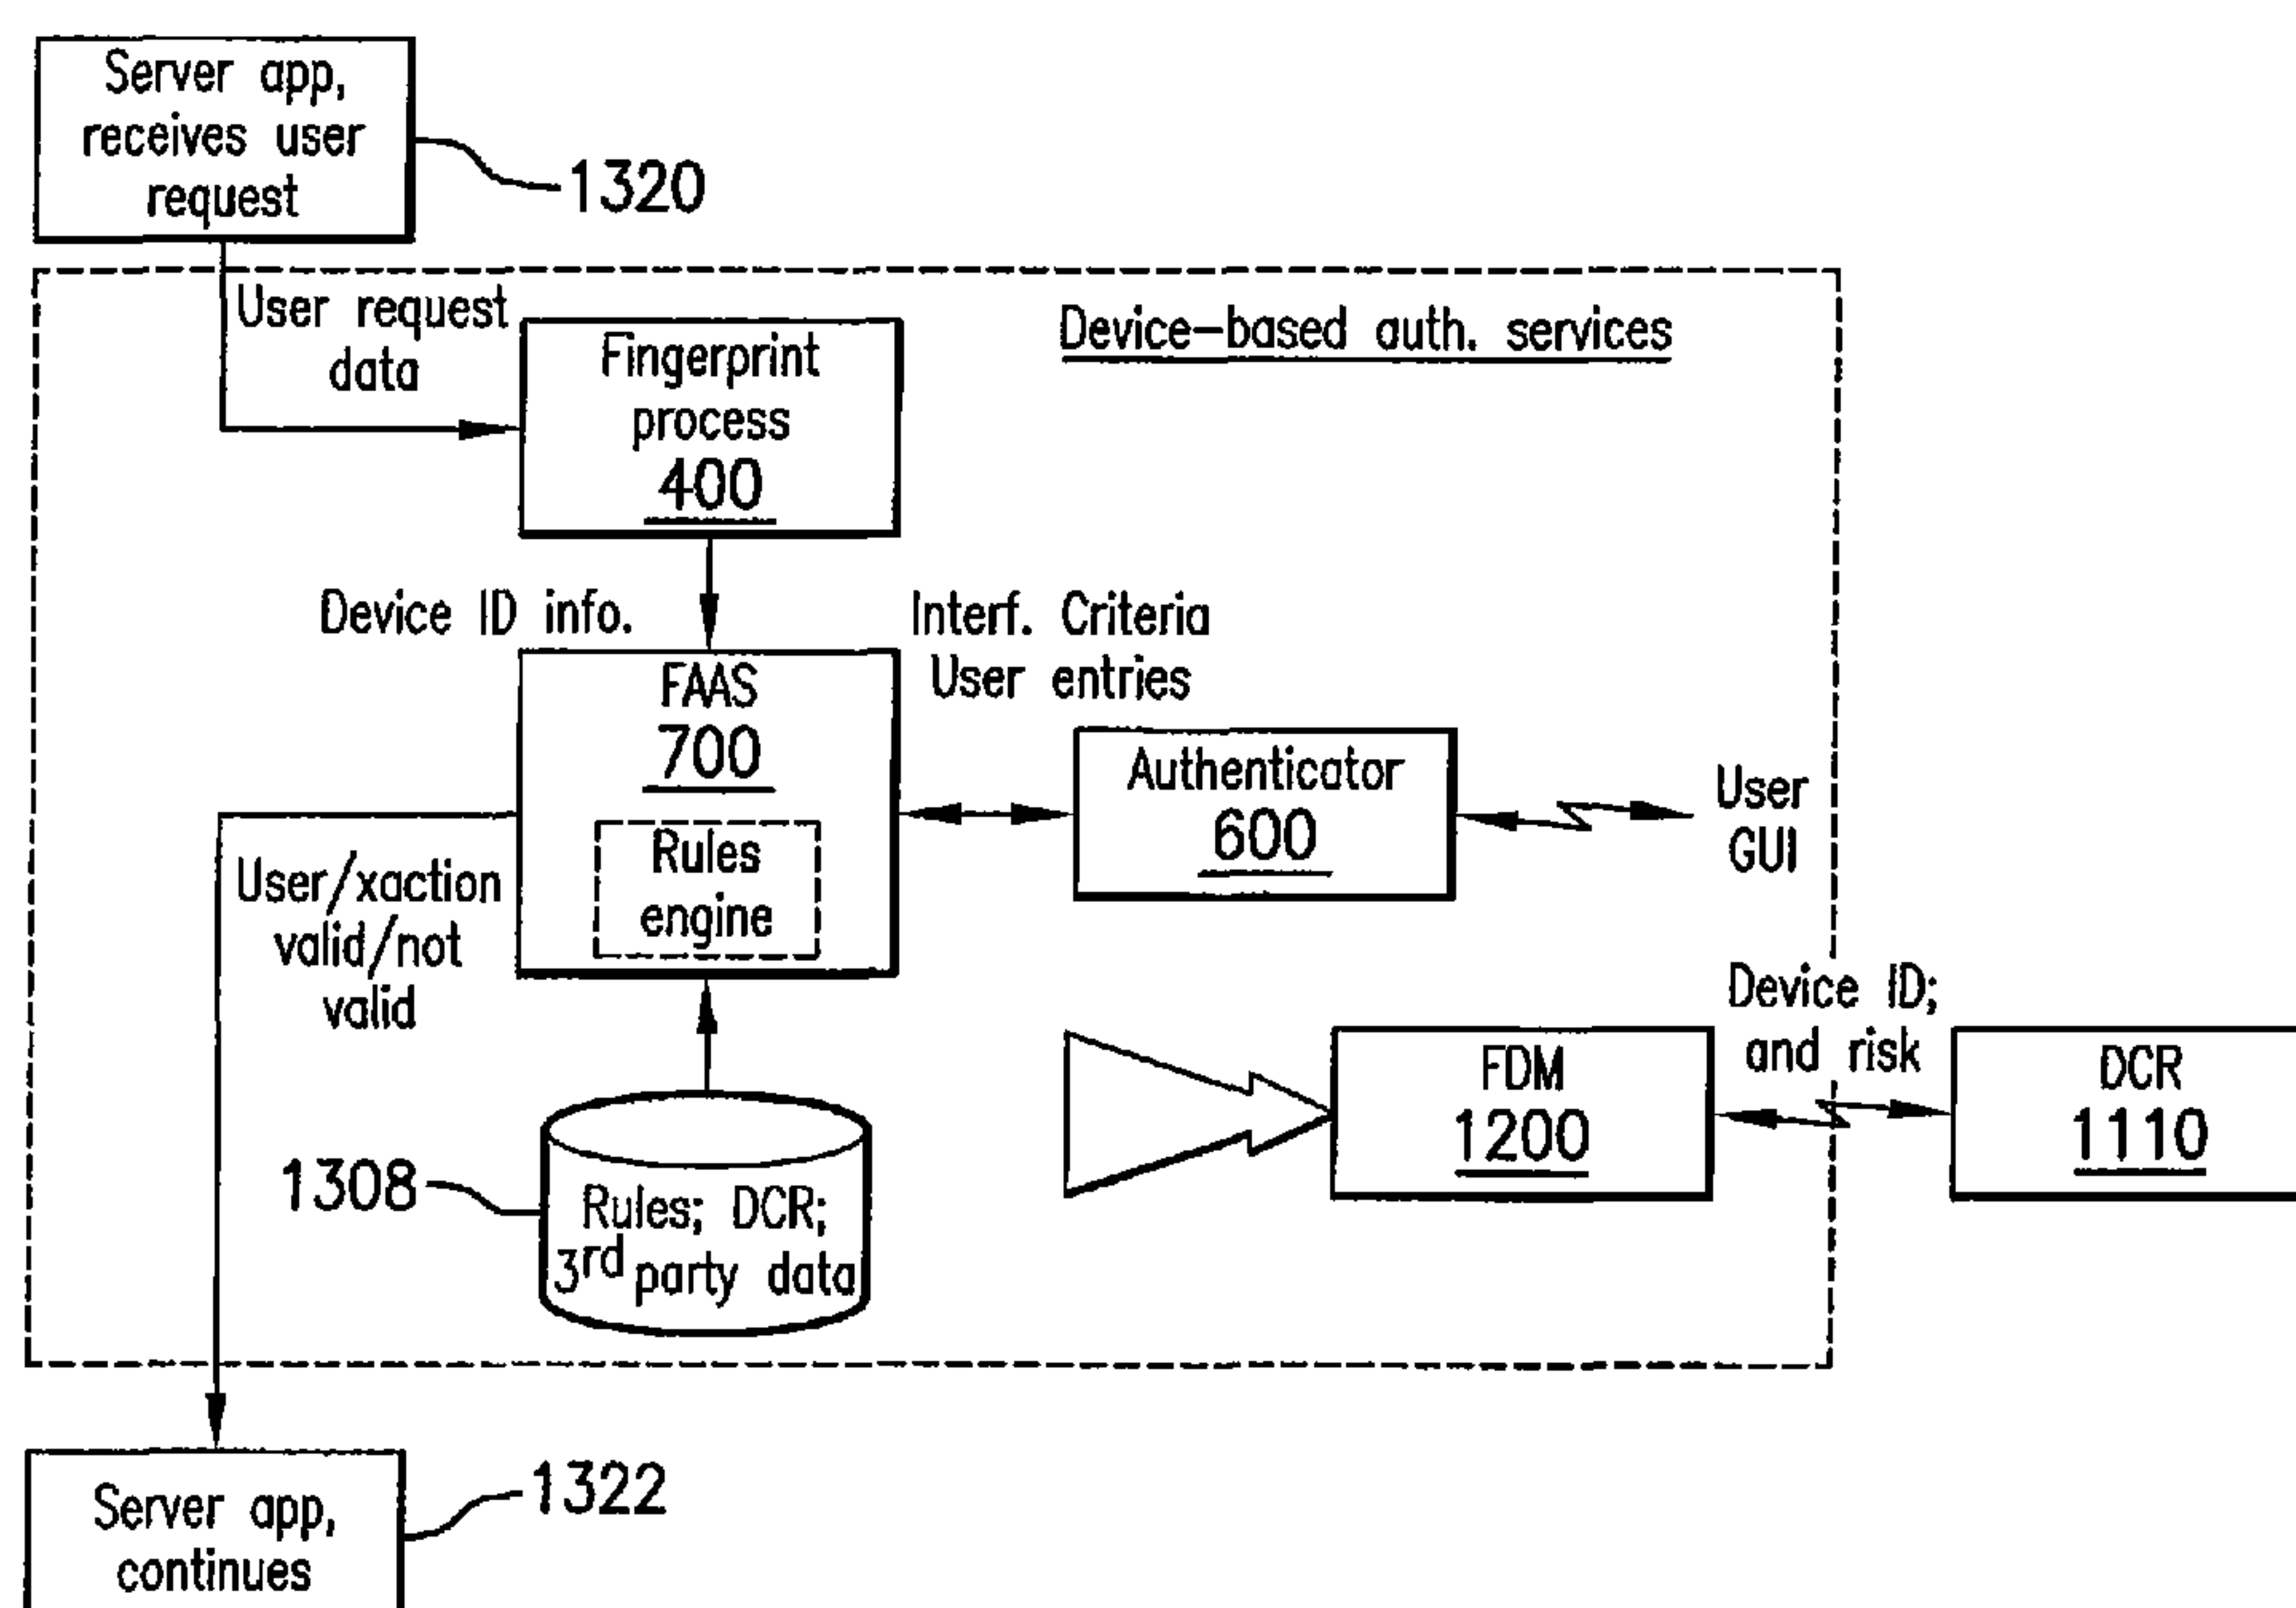 Server app,
receives user
request
1320
User request
data
Device-based auth. services
Fingerprint
process
400
Device ID info.
Interf. Criteria
User entries
FAAS
700
Rules
engine
Authenticator
600
User
GUI
User/xaction
valid/not
valid
Device ID;
and risk
FDM
1200
DCR
1110
1308
Rules; DCR;
3rd party data
Server app,
continues
1322